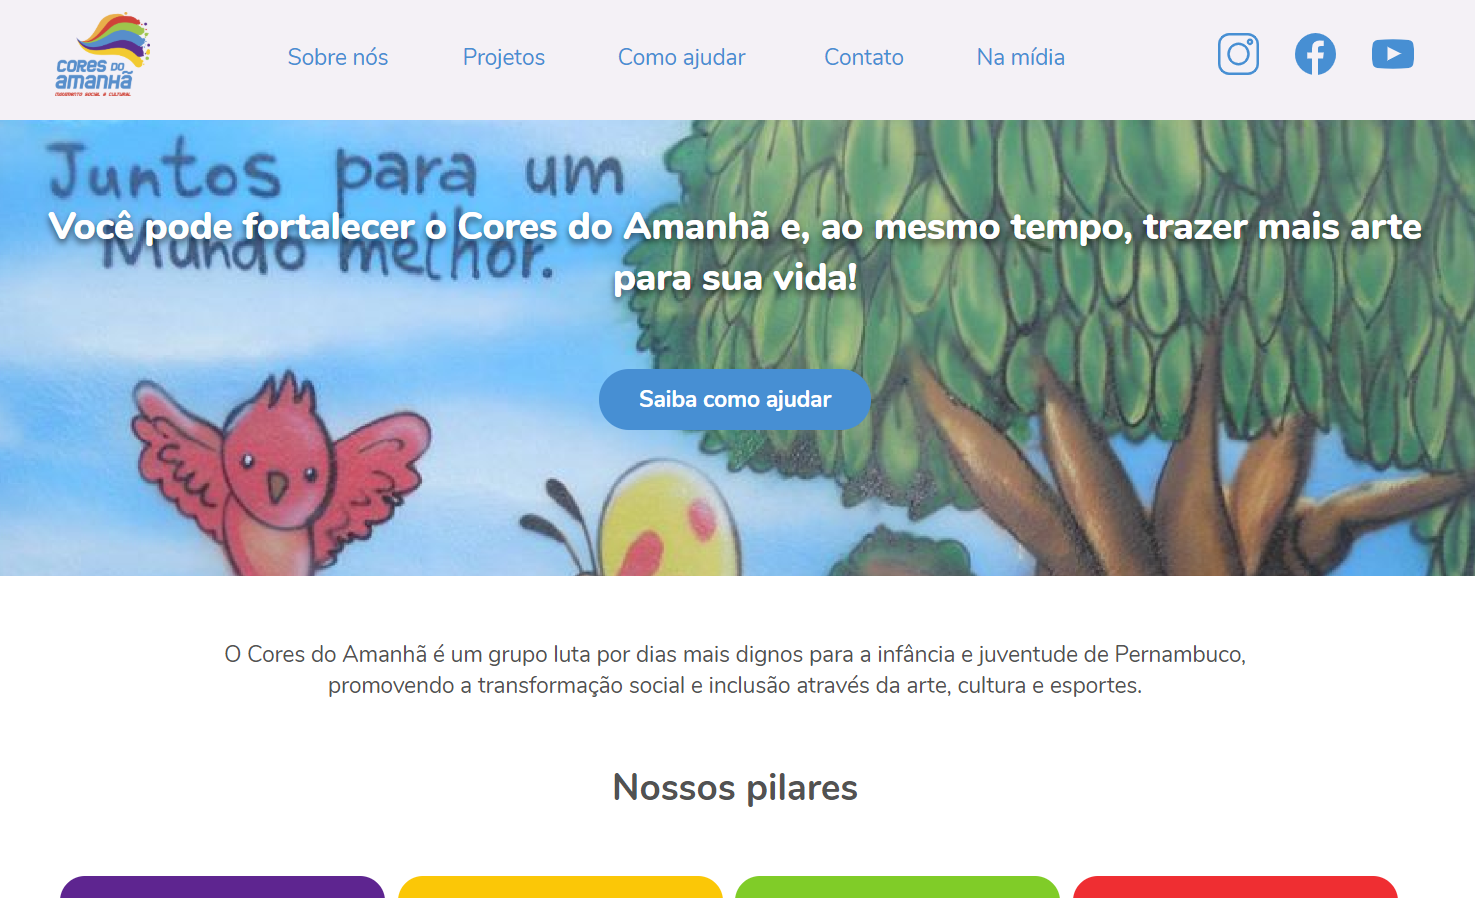 CORES DO
amanhã
movimento social e cultural
Sobre nós
Projetos
Como ajudar
Contato
Na mídia
Juntos para um
Mundo melhor.
Você pode fortalecer o Cores do Amanhã e, ao mesmo tempo, trazer mais arte
para sua vida!
Saiba como ajudar
O Cores do Amanhã é um grupo luta por dias mais dignos para a infância e juventude de Pernambuco,
promovendo a transformação social e inclusão através da arte, cultura e esportes.
Nossos pilares